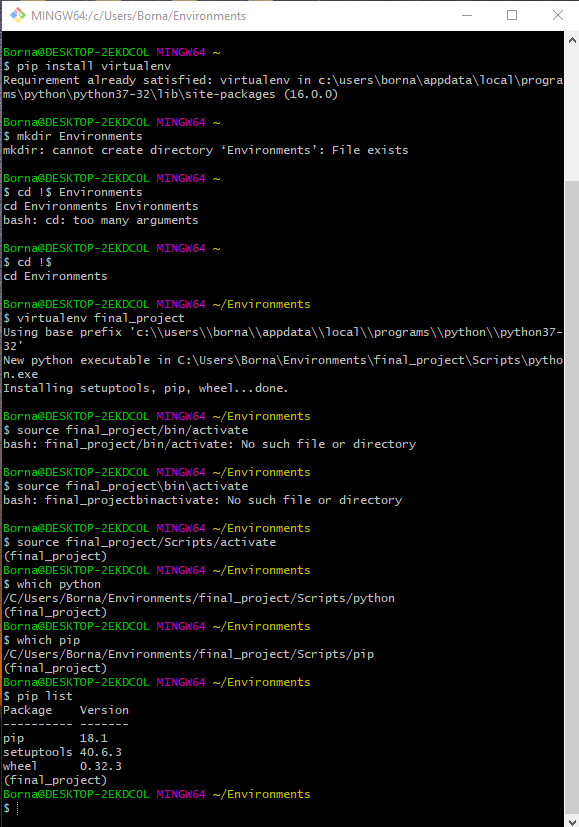 MINGW64:/c/Users/Borna/Environments
Borna@DESKTOP-2EKDCOL MINGW64 ~
$ pip install virtualenv
Requirement already satisfied: virtualenv in c:\users\borna\appdata\local\progra
ms\python\python37-32\lib\site-packages (16.0.0)
Borna@DESKTOP-2EKDCOL MINGW64 ~
$ mkdir Environments
mkdir: cannot create directory ‘Environments’: File exists
Borna@DESKTOP-2EKDCOL MINGW64 ~
$ cd !$ Environments
cd Environments Environments
bash: cd: too many arguments
Borna@DESKTOP-2EKDCOL MINGW64 ~
$ cd !$
cd Environments
Borna@DESKTOP-2EKDCOL MINGW64 ~/Environments
$ virtualenv final_project
Using base prefix 'c:\\users\\borna\\appdata\\local\\programs\\python\\python37-
32'
New python executable in C:\Users\Borna\Environments\final_project\Scripts\pytho
n.exe
Installing setuptools, pip, wheel...done.
Borna@DESKTOP-2EKDCOL MINGW64 ~/Environments
$ source final_project/bin/activate
bash: final_project/bin/activate: No such file or directory
Borna@DESKTOP-2EKDCOL MINGW64 ~/Environments
$ source final_project\bin\activate
bash: final_projectbinactivate: No such file or directory
Borna@DESKTOP-2EKDCOL MINGW64 ~/Environments
$ source final_project/Scripts/activate
(final_project)
Borna@DESKTOP-2EKDCOL MINGW64 ~/Environments
$ which python
/C/Users/Borna/Environments/final_project/Scripts/python
(final_project)
Borna@DESKTOP-2EKDCOL MINGW64 ~/Environments
$ which pip
/C/Users/Borna/Environments/final_project/Scripts/pip
(final_project)
Borna@DESKTOP-2EKDCOL MINGW64 ~/Environments
$ pip list
Package    Version
---------- -------
pip        18.1
setuptools 40.6.3
wheel      0.32.3
(final_project)
Borna@DESKTOP-2EKDCOL MINGW64 ~/Environments
$